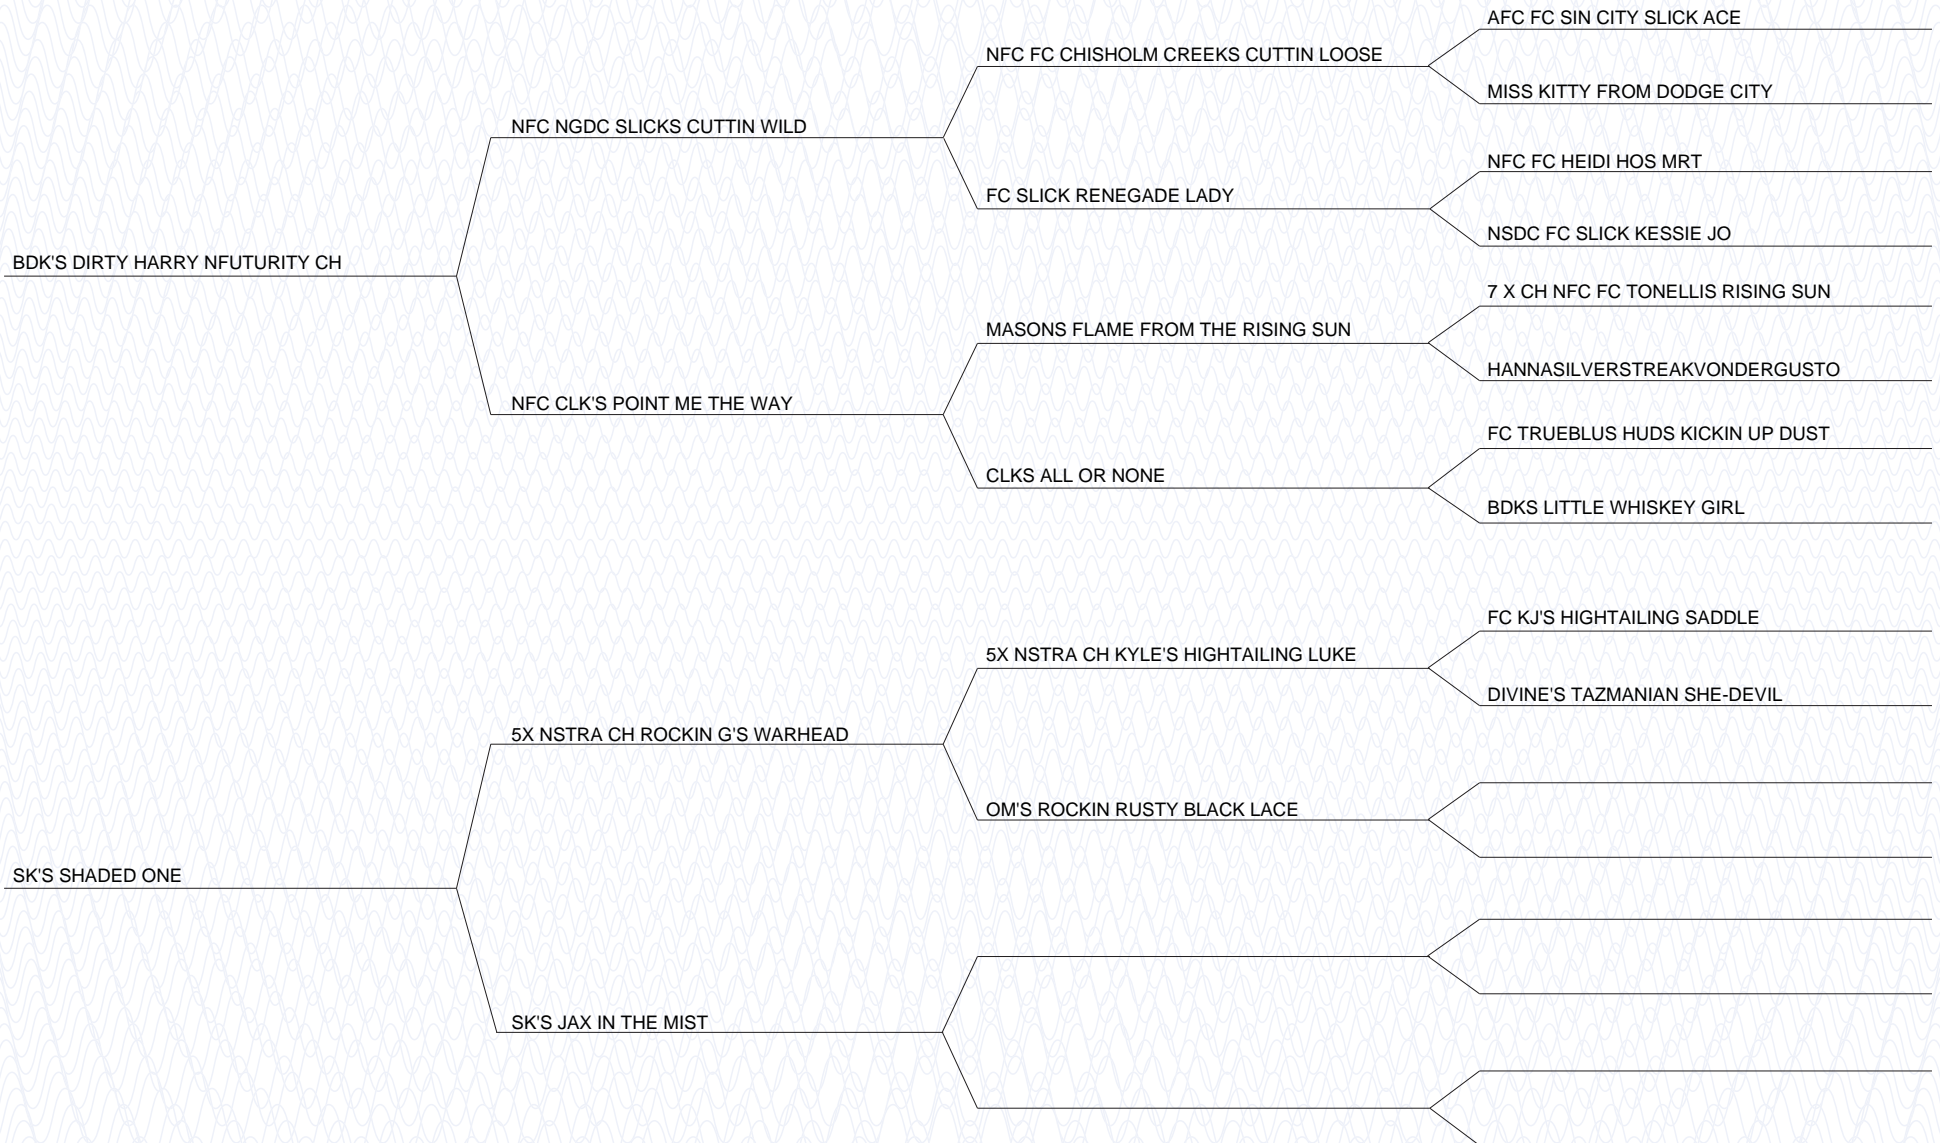 AFC FC SIN CITY SLICK ACE
NFC FC CHISHOLM CREEKS CUTTIN LOOSE
MISS KITTY FROM DODGE CITY
NFC NGDC SLICKS CUTTIN WILD
NFC FC HEIDI HOS MRT
FC SLICK RENEGADE LADY
NSDC FC SLICK KESSIE JO
BDK'S DIRTY HARRY NFUTURITY CH
7 X CH NFC FC TONELLIS RISING SUN
MASONS FLAME FROM THE RISING SUN
HANNASILVERSTREAKVONDERGUSTO
NFC CLK'S POINT ME THE WAY
FC TRUEBLUS HUDS KICKIN UP DUST
CLKS ALL OR NONE
BDKS LITTLE WHISKEY GIRL
FC KJ'S HIGHTAILING SADDLE
5X NSTRA CH KYLE'S HIGHTAILING LUKE
DIVINE'S TAZMANIAN SHE-DEVIL
5X NSTRA CH ROCKIN G'S WARHEAD
OM'S ROCKIN RUSTY BLACK LACE
SK'S SHADED ONE
SK'S JAX IN THE MIST